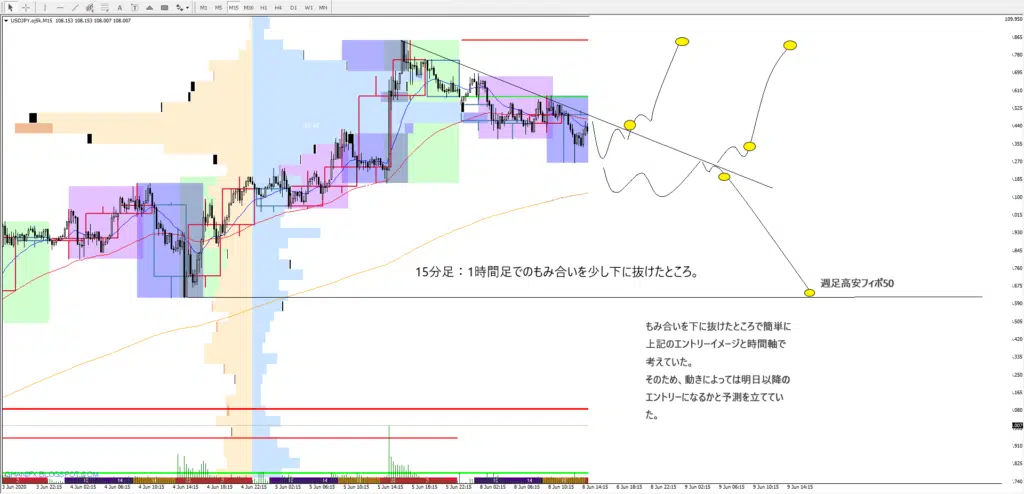 M1 M5 M15 M30 H1 H4 D1 W1 MN
USDJPY.oj5k,M15 108.153 108.153 108.007 108.007
109.950
.865
.780
.695
.610
.525
.440
.355
.270
.185
.100
.015
.930
.845
.760
.675
.590
.505
.420
.335
.250
.165
.080
.007
.995
.910
.825
.740
15分足：1時間足でのもみ合いを少し下に抜けたところ。
週足高安フィボ50
もみ合いを下に抜けたところで簡単に
上記のエントリーイメージと時間軸で
考えていた。
そのため、動きによっては明日以降の
エントリーになるかと予測を立ててい
た。
3 Jun 2020 3 Jun 22:15 4 Jun 02:15 4 Jun 06:15 4 Jun 10:15 4 Jun 14:15 4 Jun 18:15 4 Jun 22:15 5 Jun 02:15 5 Jun 06:15 5 Jun 10:15 5 Jun 14:15 5 Jun 18:15 5 Jun 22:15 8 Jun 02:15 8 Jun 06:15 8 Jun 10:15 8 Jun 14:15 8 Jun 18:15 8 Jun 22:15 9 Jun 02:15 9 Jun 06:15 9 Jun 10:15 9 Jun 14:15